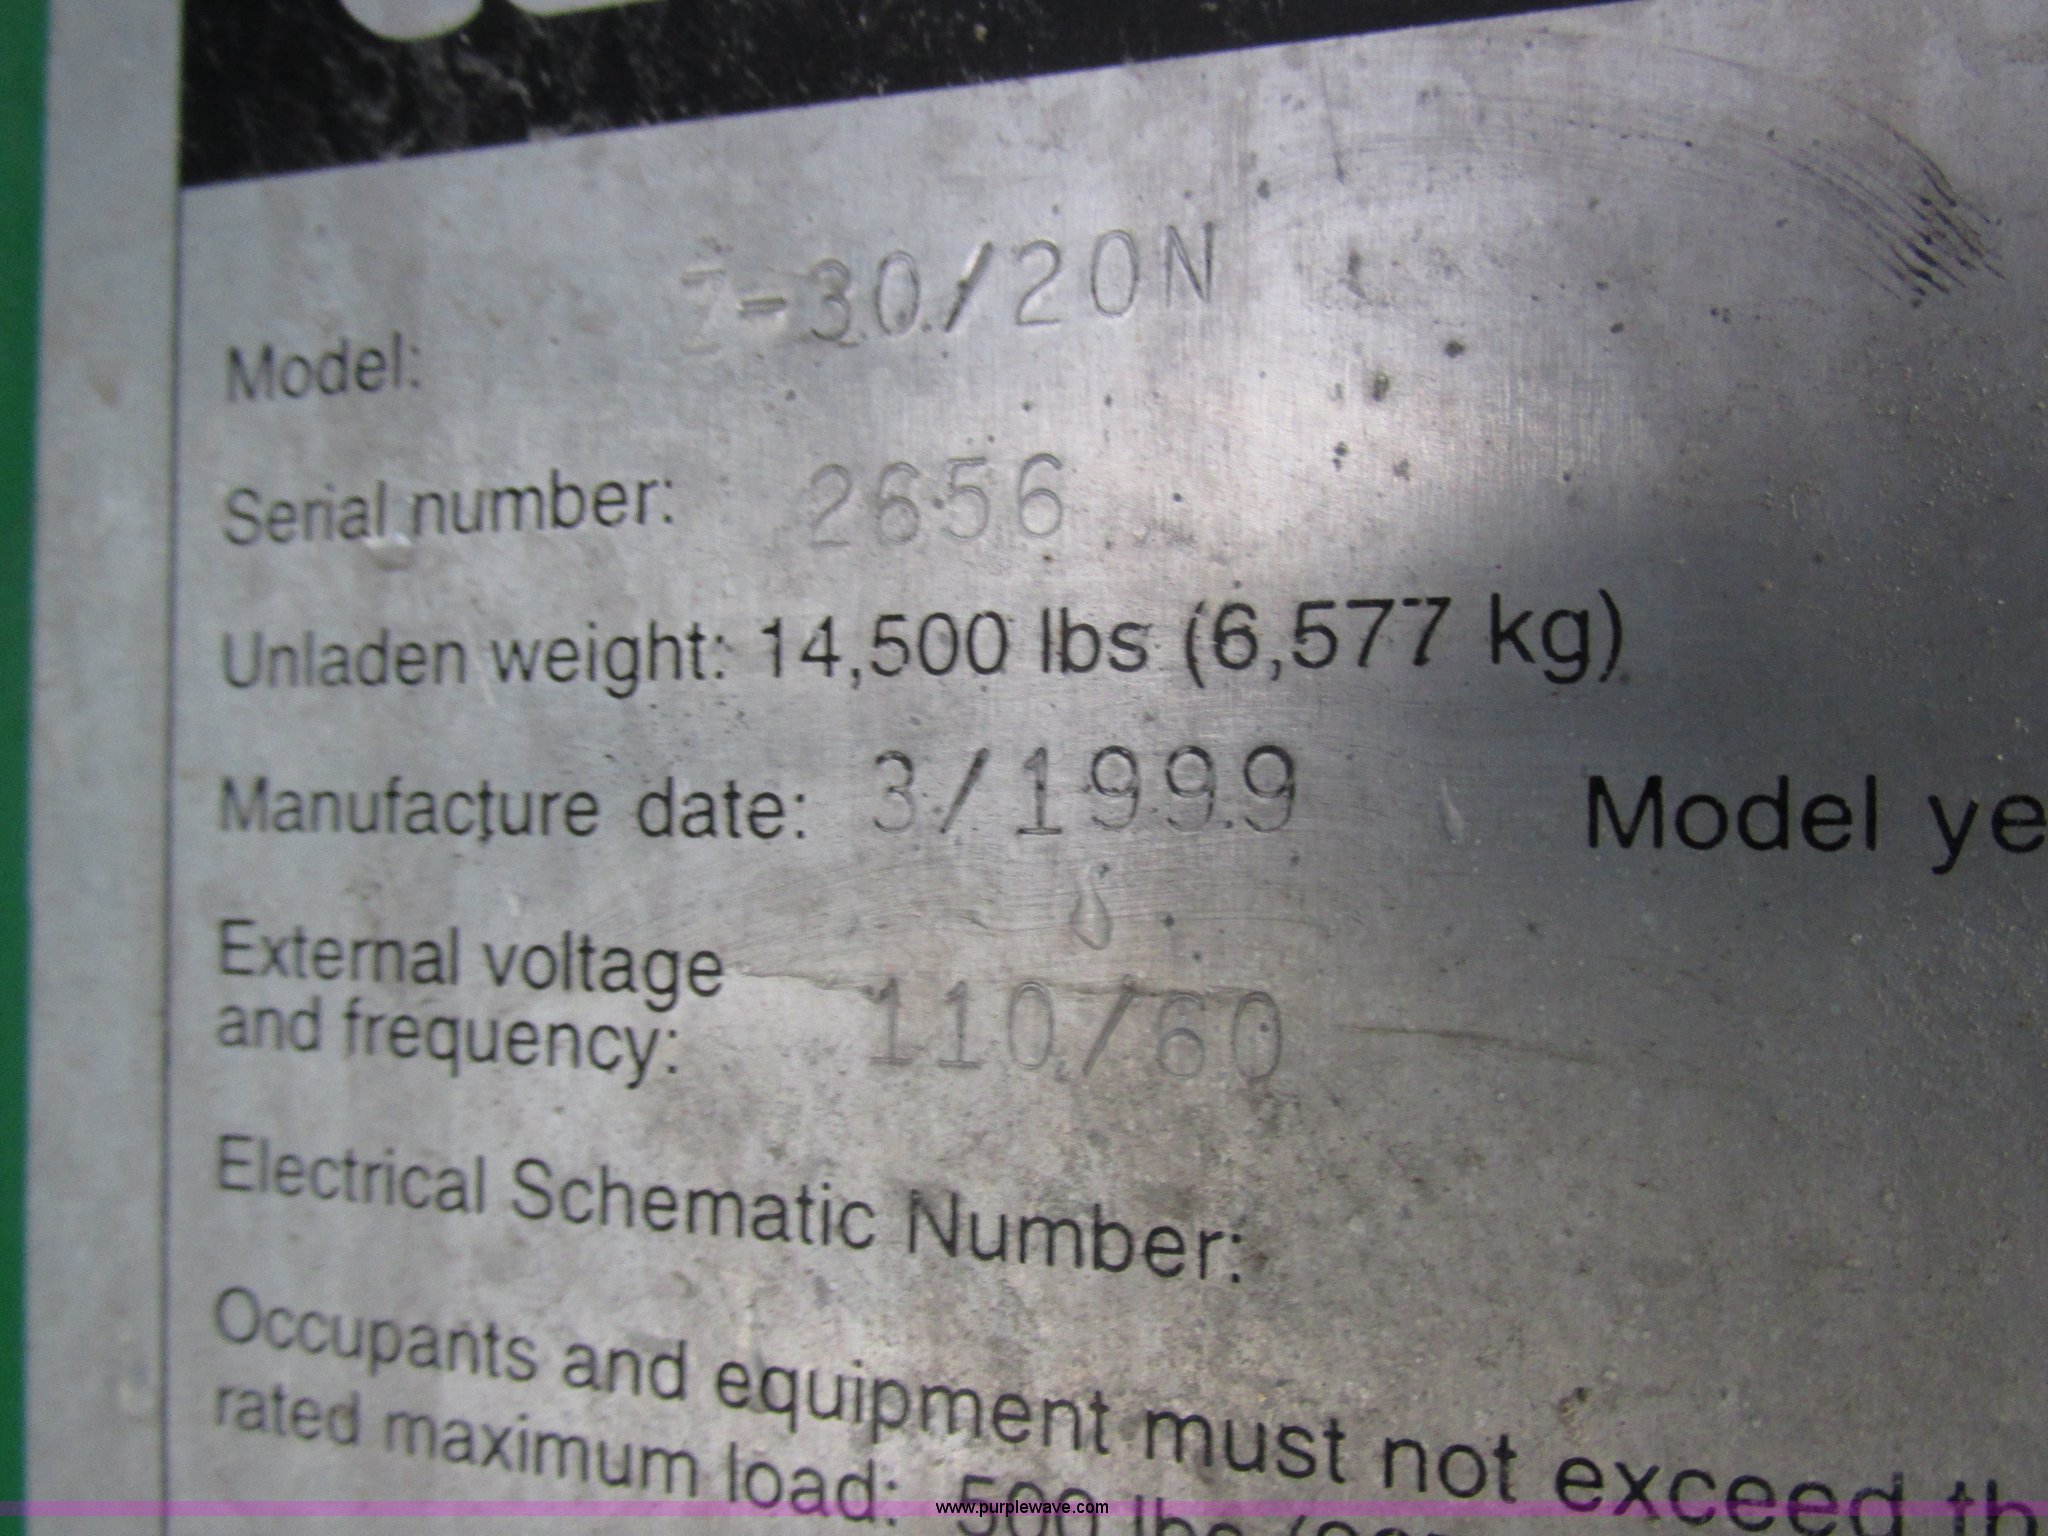 Model: Z-30/20N
Serial number: 2656
Unladen weight: 14,500 lbs (6,577 kg)
Manufacture date: 3/1999 Model ye
External voltage
and frequency: 110/60
Electrical Schematic Number:
Occupants and equipment must not exceed th
rated maximum load: 500 lbs
www.purplewave.com